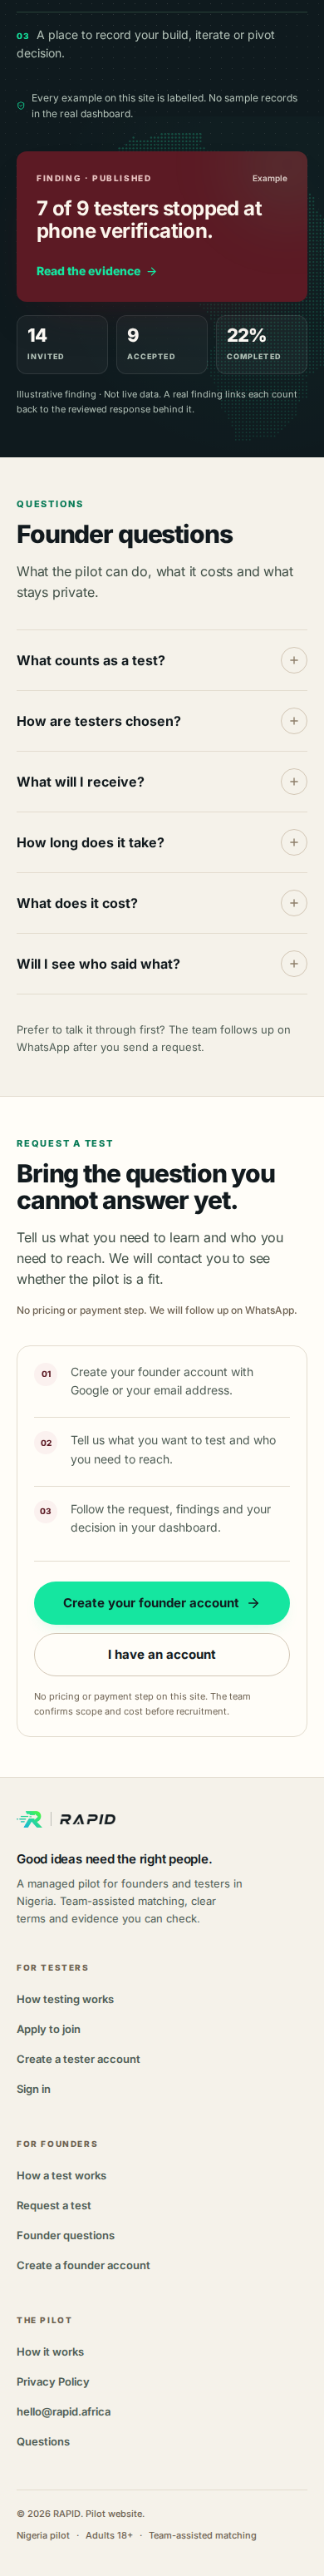 03 A place to record your build, iterate or pivot
decision.
Every example on this site is labelled. No sample records
in the real dashboard.
FINDING · PUBLISHED
Example
7 of 9 testers stopped at
phone verification.
Read the evidence →
14
INVITED
9
ACCEPTED
22%
COMPLETED
Illustrative finding · Not live data. A real finding links each count
back to the reviewed response behind it.
QUESTIONS
Founder questions
What the pilot can do, what it costs and what
stays private.
What counts as a test?
How are testers chosen?
What will I receive?
How long does it take?
What does it cost?
Will I see who said what?
Prefer to talk it through first? The team follows up on
WhatsApp after you send a request.
REQUEST A TEST
Bring the question you
cannot answer yet.
Tell us what you need to learn and who you
need to reach. We will contact you to see
whether the pilot is a fit.
No pricing or payment step. We will follow up on WhatsApp.
01 Create your founder account with
Google or your email address.
02 Tell us what you want to test and who
you need to reach.
03 Follow the request, findings and your
decision in your dashboard.
Create your founder account →
I have an account
No pricing or payment step on this site. The team
confirms scope and cost before recruitment.
RAPID
Good ideas need the right people.
A managed pilot for founders and testers in
Nigeria. Team-assisted matching, clear
terms and evidence you can check.
FOR TESTERS
How testing works
Apply to join
Create a tester account
Sign in
FOR FOUNDERS
How a test works
Request a test
Founder questions
Create a founder account
THE PILOT
How it works
Privacy Policy
hello@rapid.africa
Questions
© 2026 RAPID. Pilot website.
Nigeria pilot · Adults 18+ · Team-assisted matching